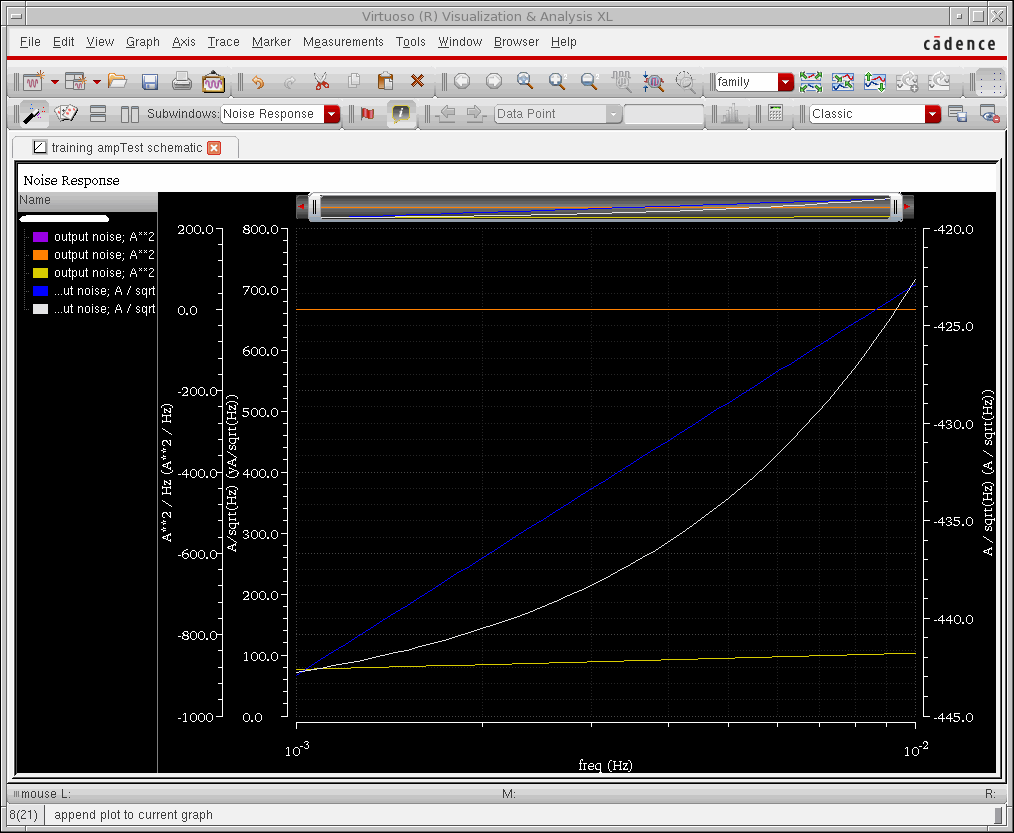 Virtuoso (R) Visualization & Analysis XL
File Edit View Graph Axis Trace Marker Measurements Tools Window Browser Help
cādence
family
Subwindows: Noise Response
Data Point
Classic
training ampTest schematic
Noise Response
Name
output noise; A**2
output noise; A**2
output noise; A**2
...ut noise; A / sqrt
...ut noise; A / sqrt
A**2 / Hz (A**2 / Hz)
200.0
0.0
-200.0
-400.0
-600.0
-800.0
-1000
A/sqrt(Hz) (yA/sqrt(Hz))
800.0
700.0
600.0
500.0
400.0
300.0
200.0
100.0
0.0
-420.0
-425.0
-430.0
-435.0
-440.0
-445.0
A / sqrt(Hz) (A / sqrt(Hz))
10-3
10-2
freq (Hz)
mouse L: M: R:
8(21) append plot to current graph